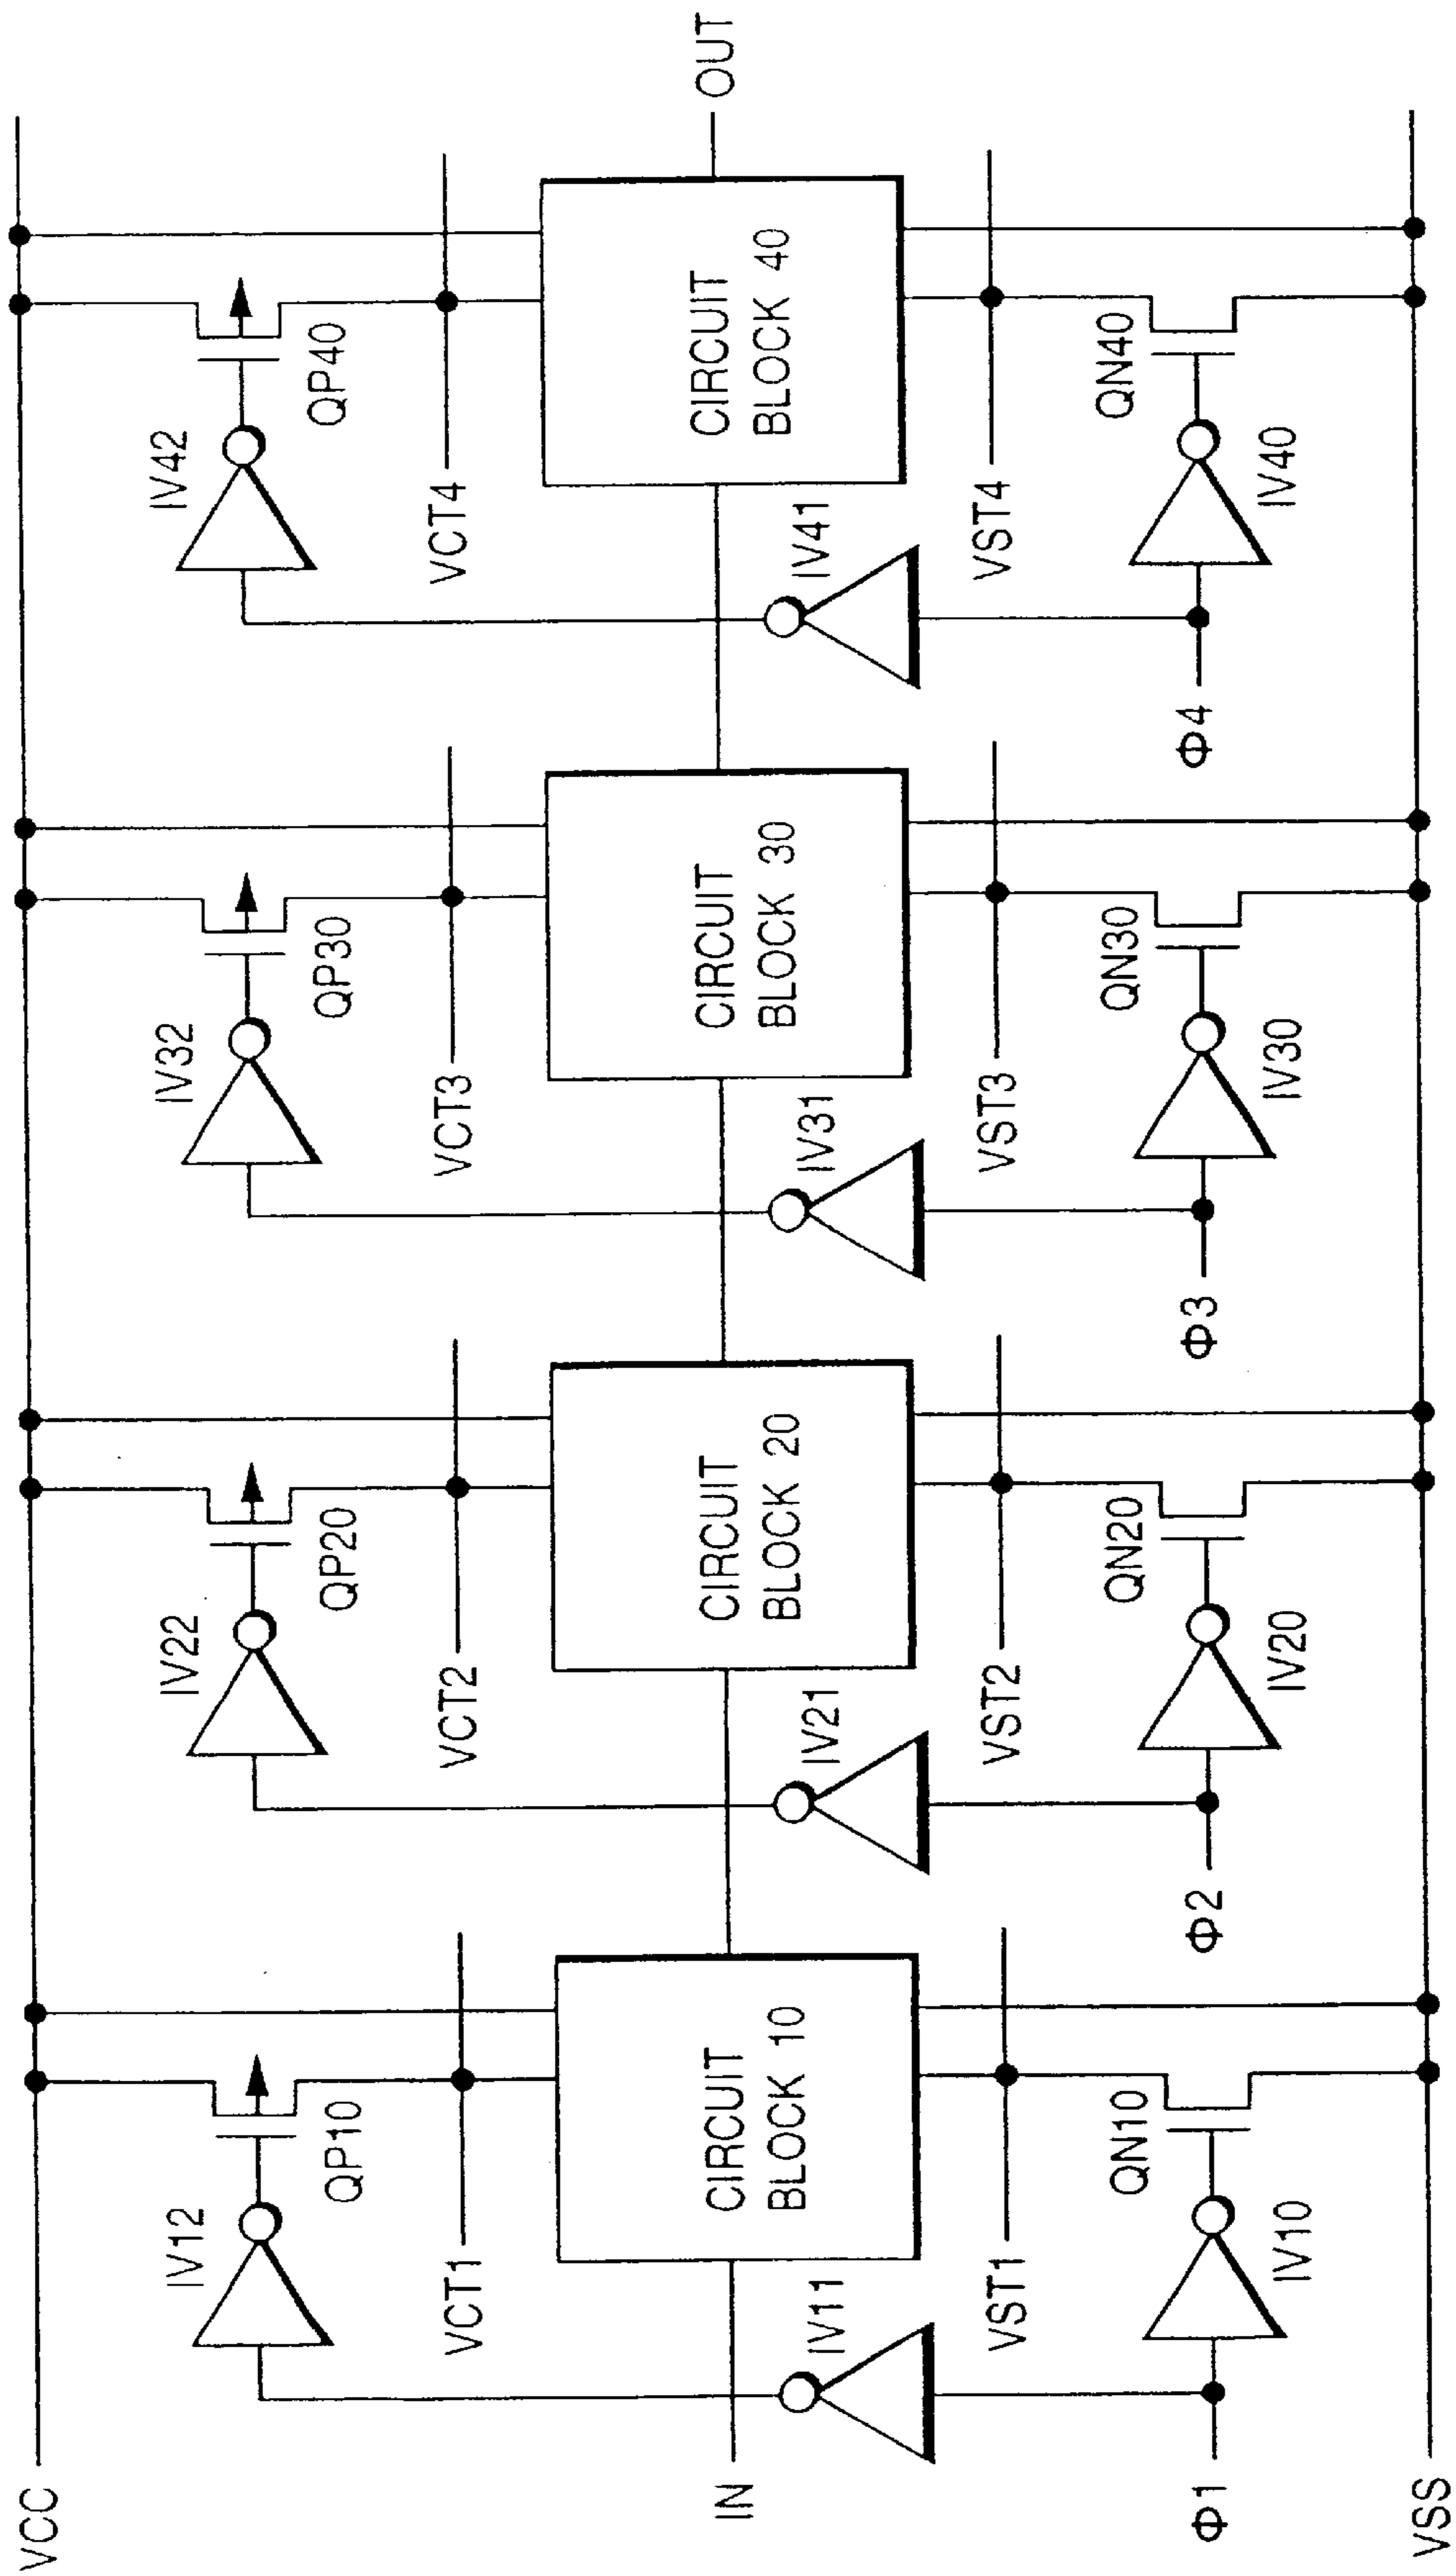 VCC
IV12
QP10
IV22
QP20
IV32
QP30
IV42
QP40
VCT1
VCT2
VCT3
VCT4
IN
CIRCUIT
BLOCK 10
CIRCUIT
BLOCK 20
CIRCUIT
BLOCK 30
CIRCUIT
BLOCK 40
OUT
IV11
IV21
IV31
IV41
VST1
VST2
VST3
VST4
QN10
QN20
QN30
QN40
Φ1
IV10
Φ2
IV20
Φ3
IV30
Φ4
IV40
VSS